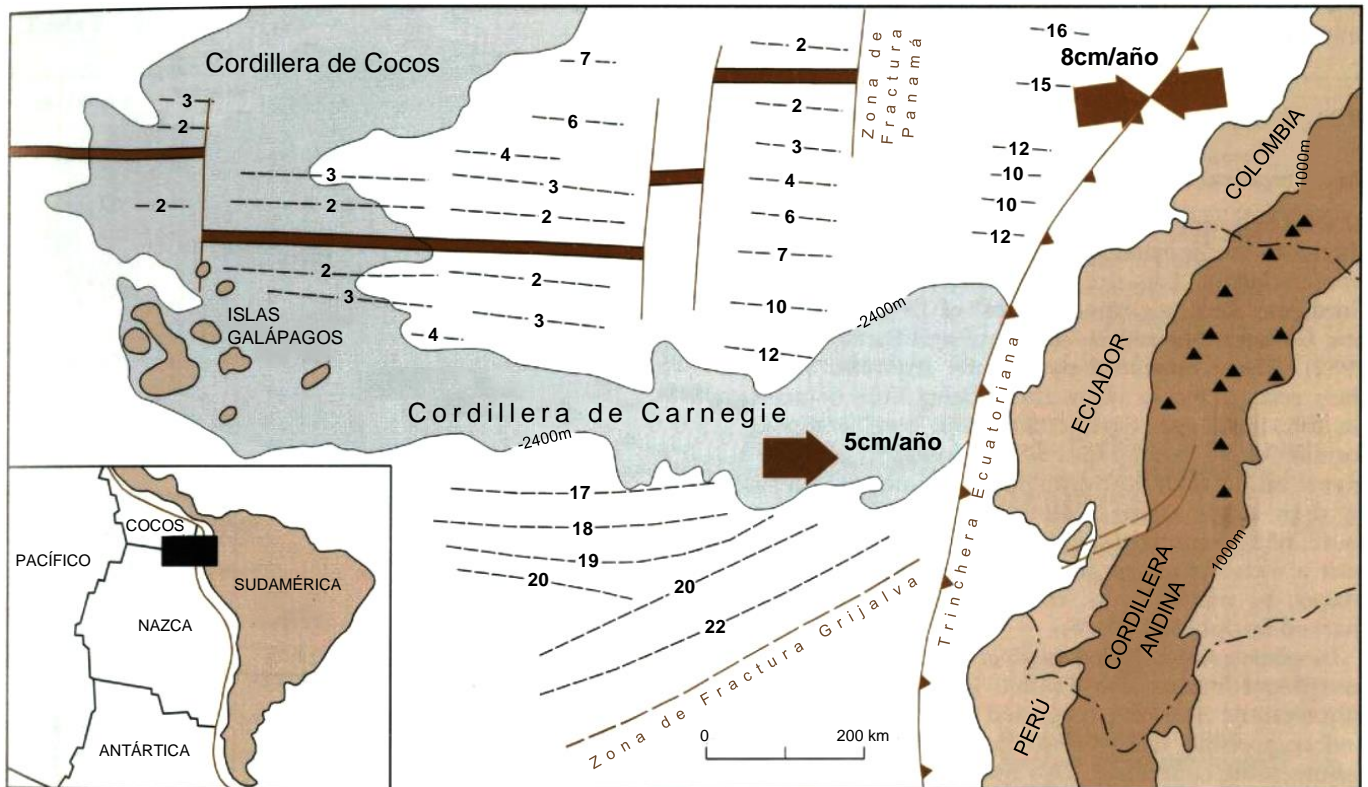 Cordillera de Cocos
3
2
2
3
2
7
6
4
3
2
2
2
3
4
6
7
10
12
Zona de
Fractura
Panamá
16
15
12
10
10
12
8cm/año
COLOMBIA
1000m
2
3
4
2
3
ISLAS
GALÁPAGOS
-2400m
Cordillera de Carnegie
-2400m
5cm/año
Trinchera Ecuatoriana
ECUADOR
17
18
19
20
20
22
Zona de Fractura Grijalva
0
200 km
1000m
CORDILLERA
ANDINA
PERÚ
COCOS
PACÍFICO
SUDAMÉRICA
NAZCA
ANTÁRTICA